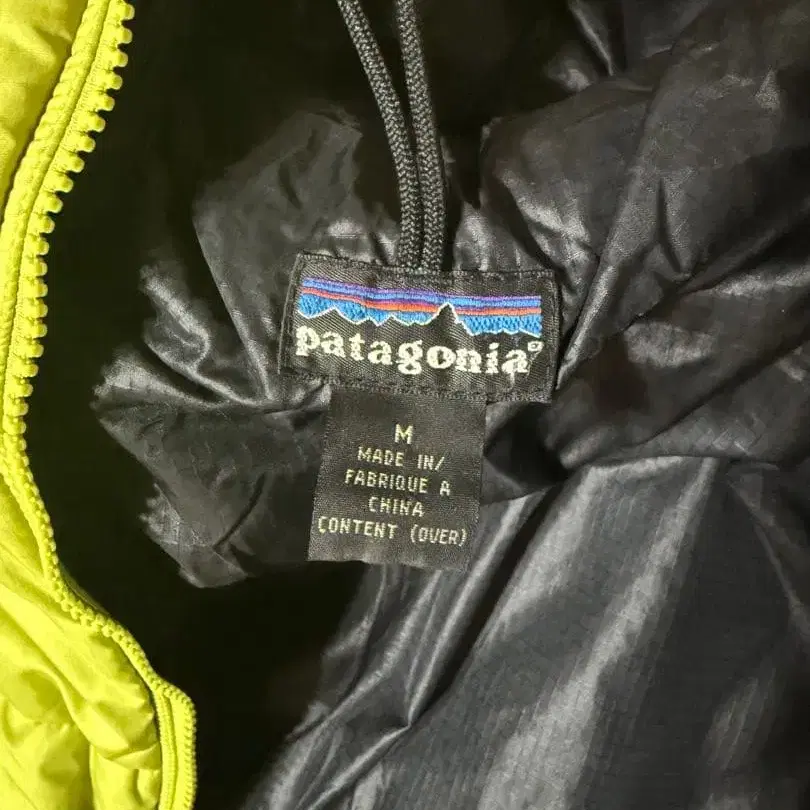 patagonia®
M
MADE IN/
FABRIQUE A
CHINA
CONTENT (OVER)